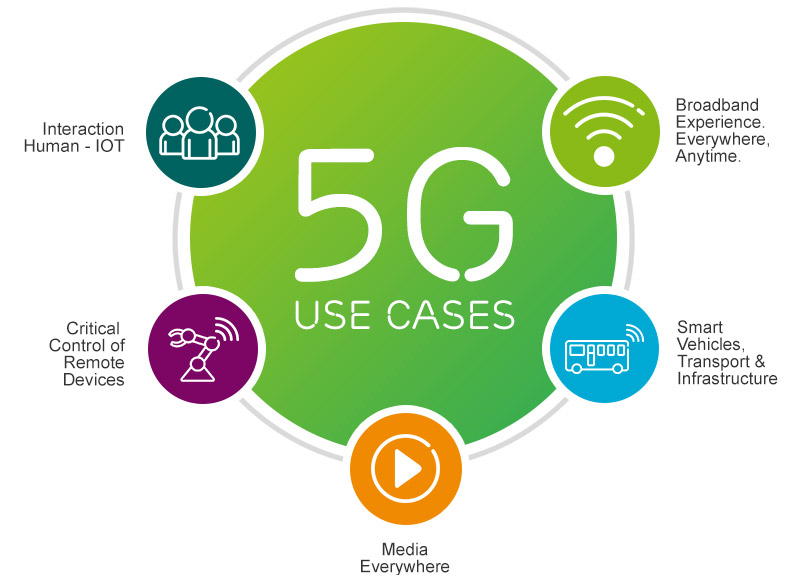 Interaction
Human - IOT
Broadband
Experience.
Everywhere,
Anytime.
5G
USE CASES
Critical
Control of
Remote
Devices
Smart
Vehicles,
Transport &
Infrastructure
Media
Everywhere